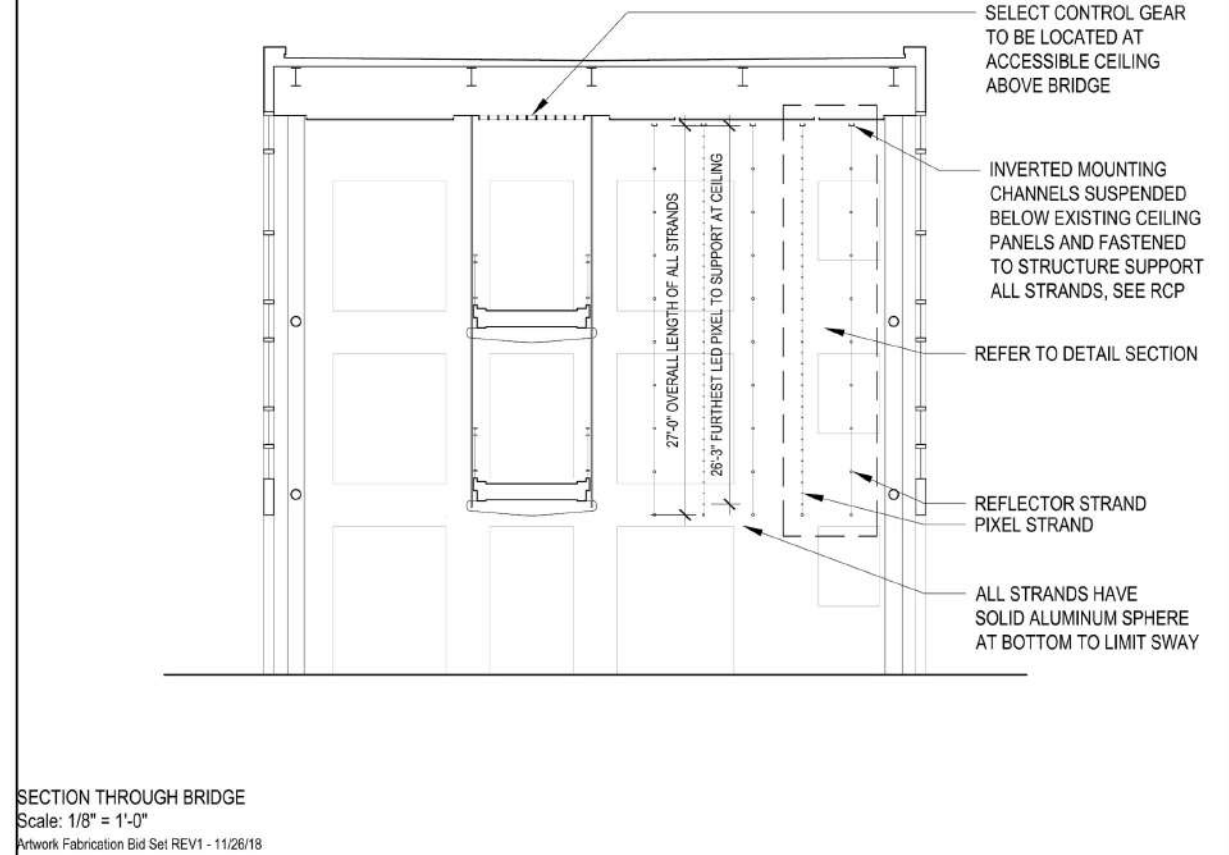 SELECT CONTROL GEAR
TO BE LOCATED AT
ACCESSIBLE CEILING
ABOVE BRIDGE
INVERTED MOUNTING
CHANNELS SUSPENDED
BELOW EXISTING CEILING
PANELS AND FASTENED
TO STRUCTURE SUPPORT
ALL STRANDS, SEE RCP
27'-0" OVERALL LENGTH OF ALL STRANDS
26'-3" FURTHEST LED PIXEL TO SUPPORT AT CEILING
REFER TO DETAIL SECTION
REFLECTOR STRAND
PIXEL STRAND
ALL STRANDS HAVE
SOLID ALUMINUM SPHERE
AT BOTTOM TO LIMIT SWAY
SECTION THROUGH BRIDGE
Scale: 1/8" = 1'-0"
Artwork Fabrication Bid Set REV1 - 11/26/18